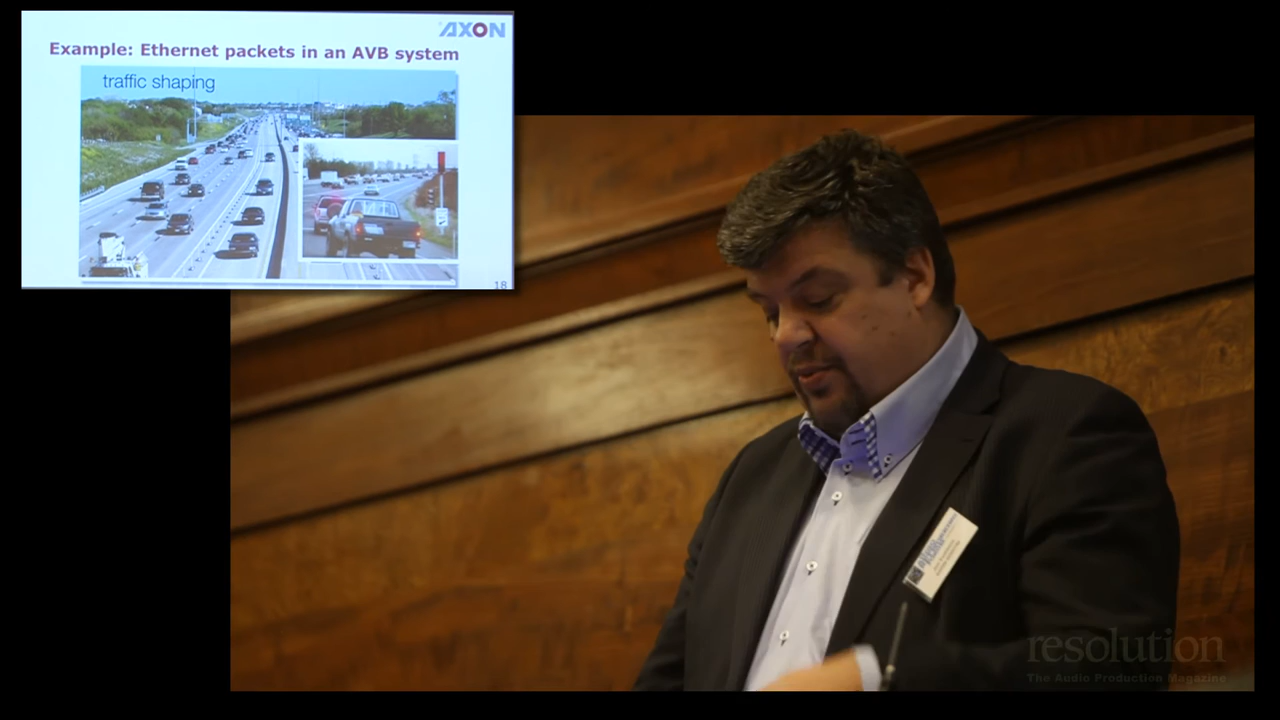 AXON
Example: Ethernet packets in an AVB system
traffic shaping
18
resolution
The Audio Production Magazine